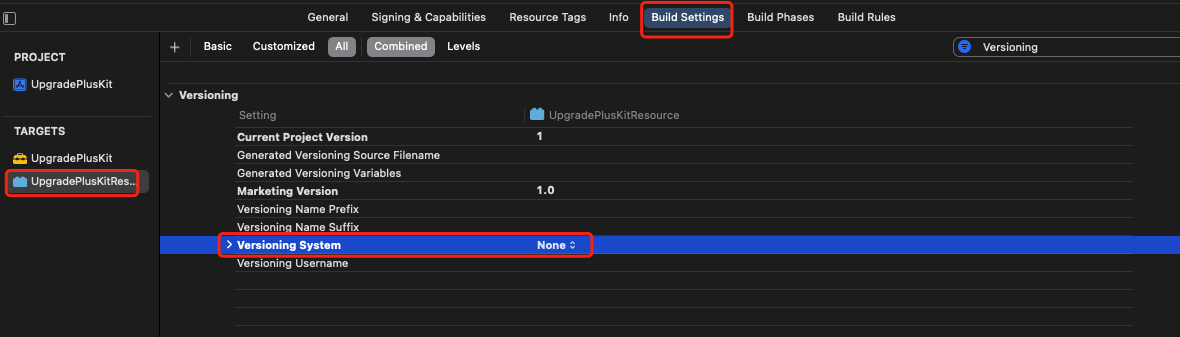 General Signing & Capabilities Resource Tags Info Build Settings Build Phases Build Rules
+ Basic Customized All Combined Levels Versioning
PROJECT
UpgradePlusKit
TARGETS
UpgradePlusKit
UpgradePlusKitRes...
Versioning
Setting UpgradePlusKitResource
Current Project Version 1
Generated Versioning Source Filename
Generated Versioning Variables
Marketing Version 1.0
Versioning Name Prefix
Versioning Name Suffix
Versioning System None
Versioning Username